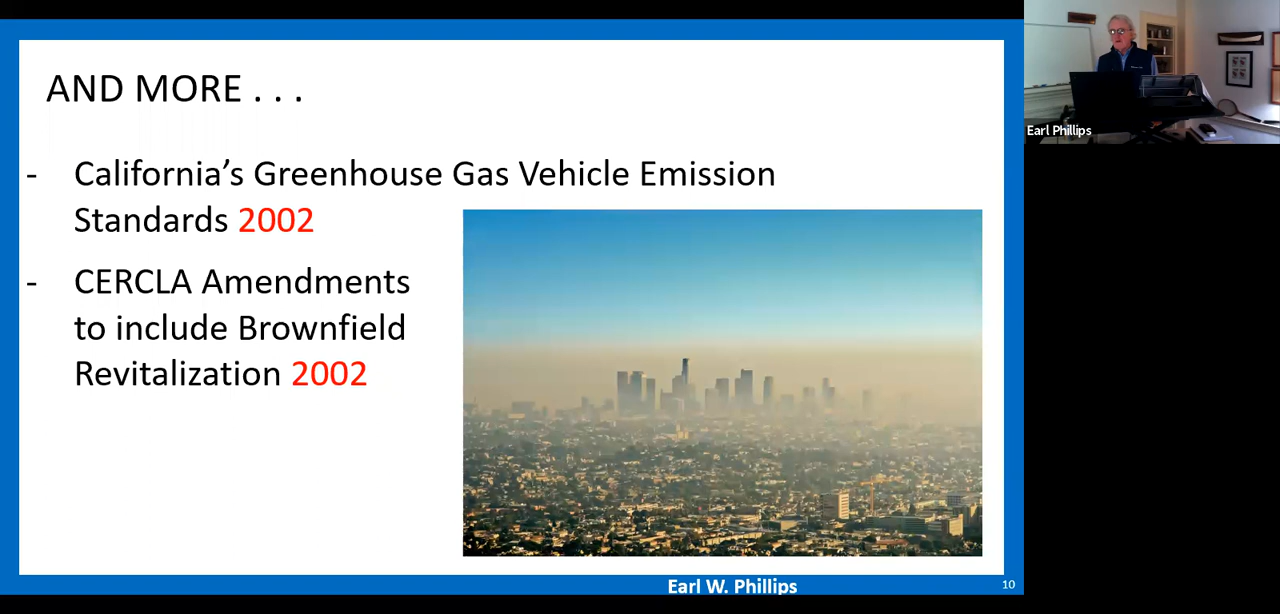 AND MORE . . .
- California’s Greenhouse Gas Vehicle Emission
Standards 2002
- CERCLA Amendments
to include Brownfield
Revitalization 2002
Earl W. Phillips
10
Earl Phillips